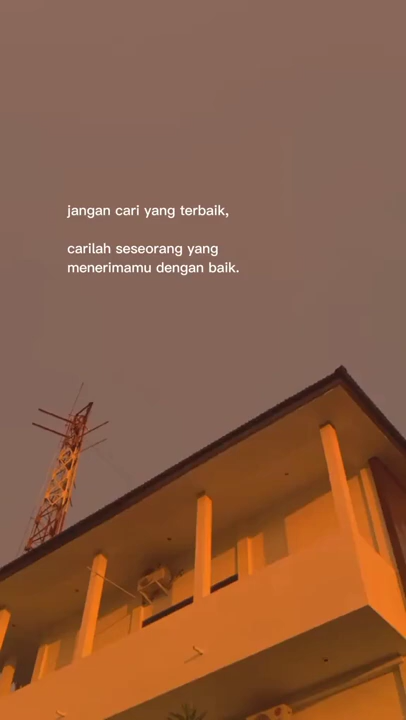 jangan cari yang terbaik,
carilah seseorang yang
menerimamu dengan baik.